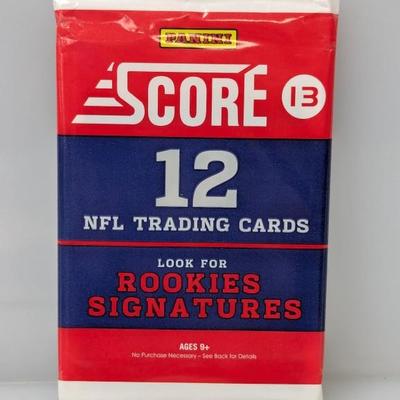 PANINI
SCORE 13
12
NFL TRADING CARDS
LOOK FOR
ROOKIES
SIGNATURES
AGES 9+
No Purchase Necessary – See Back for Details